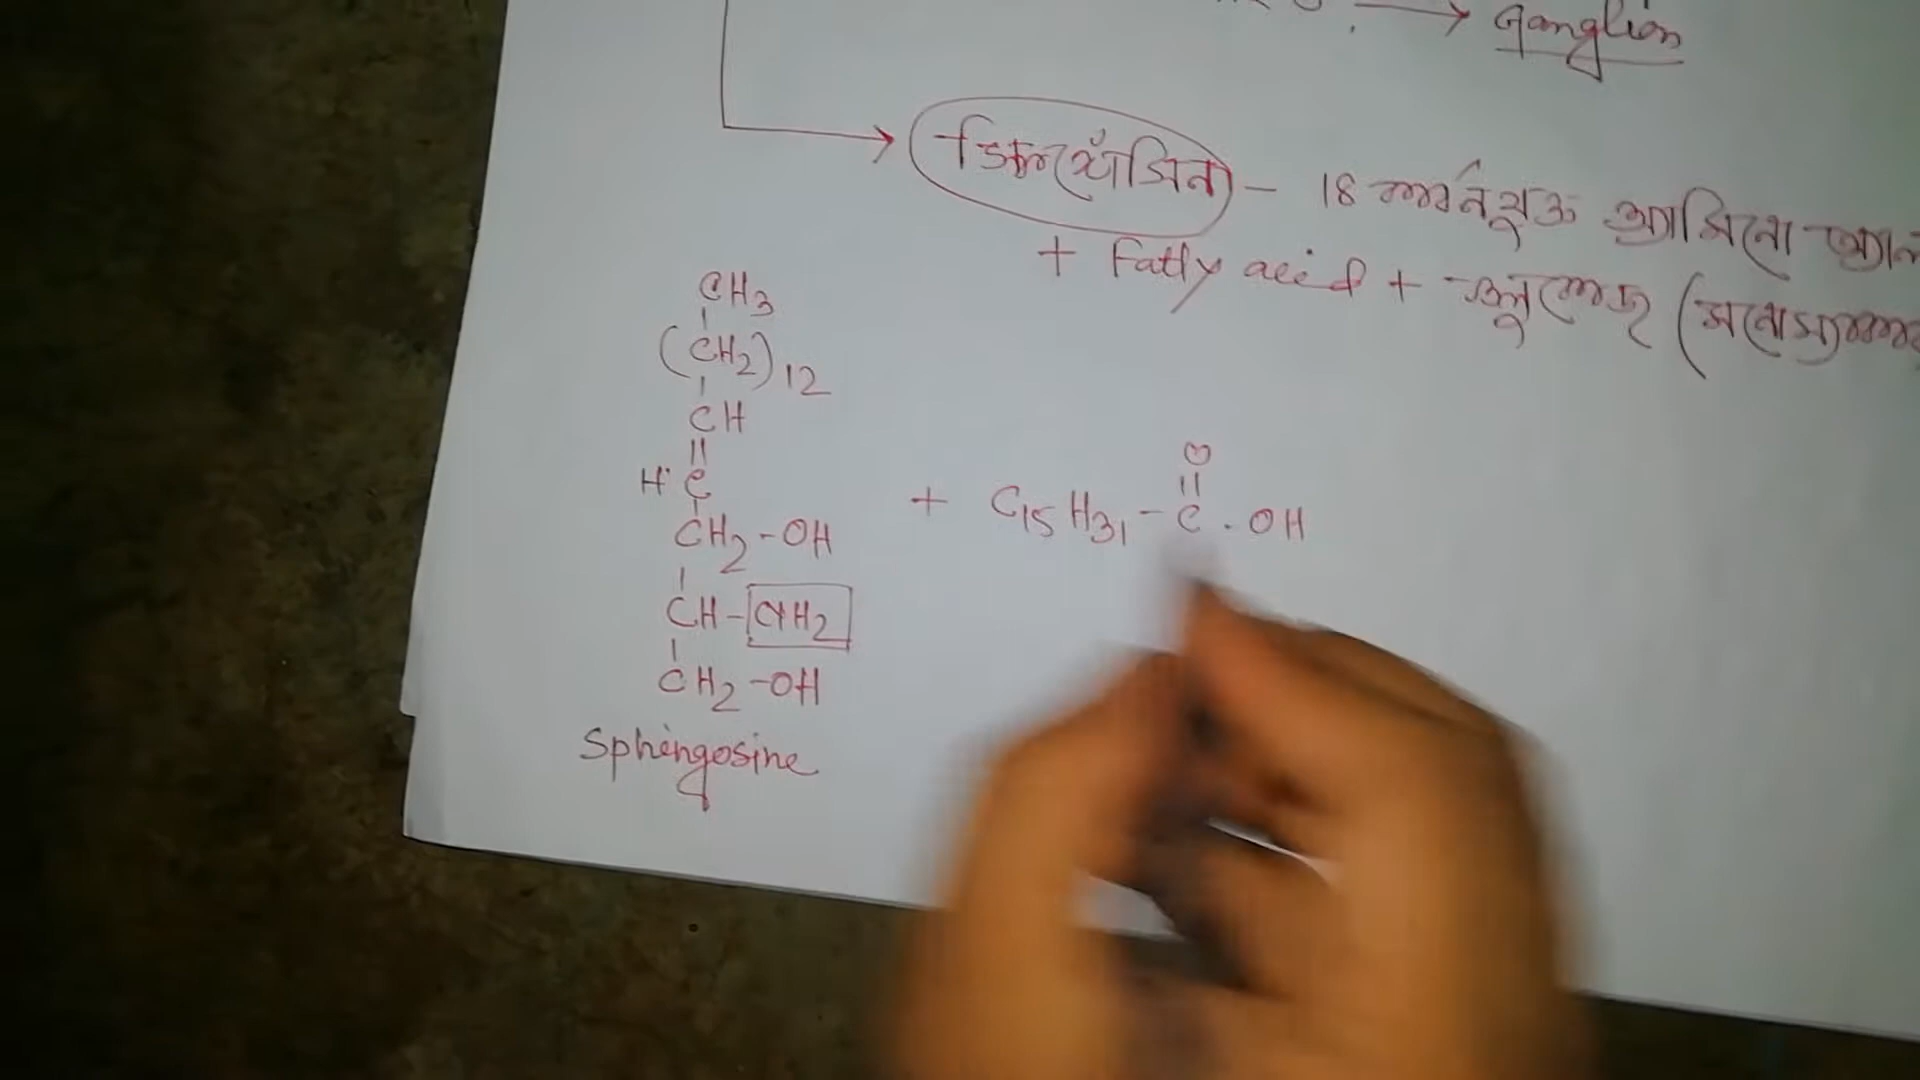 → Ganglion
স্ফিংগোঁসিন - 18 কার্বনযুক্ত অ্যামিনো
+ Fatty acid + গ্লুকোজ
CH3
(CH2)12
CH
H C
CH2-OH
CH-NH2
CH2-OH
Sphingosine
O
+ C15H31-C.OH